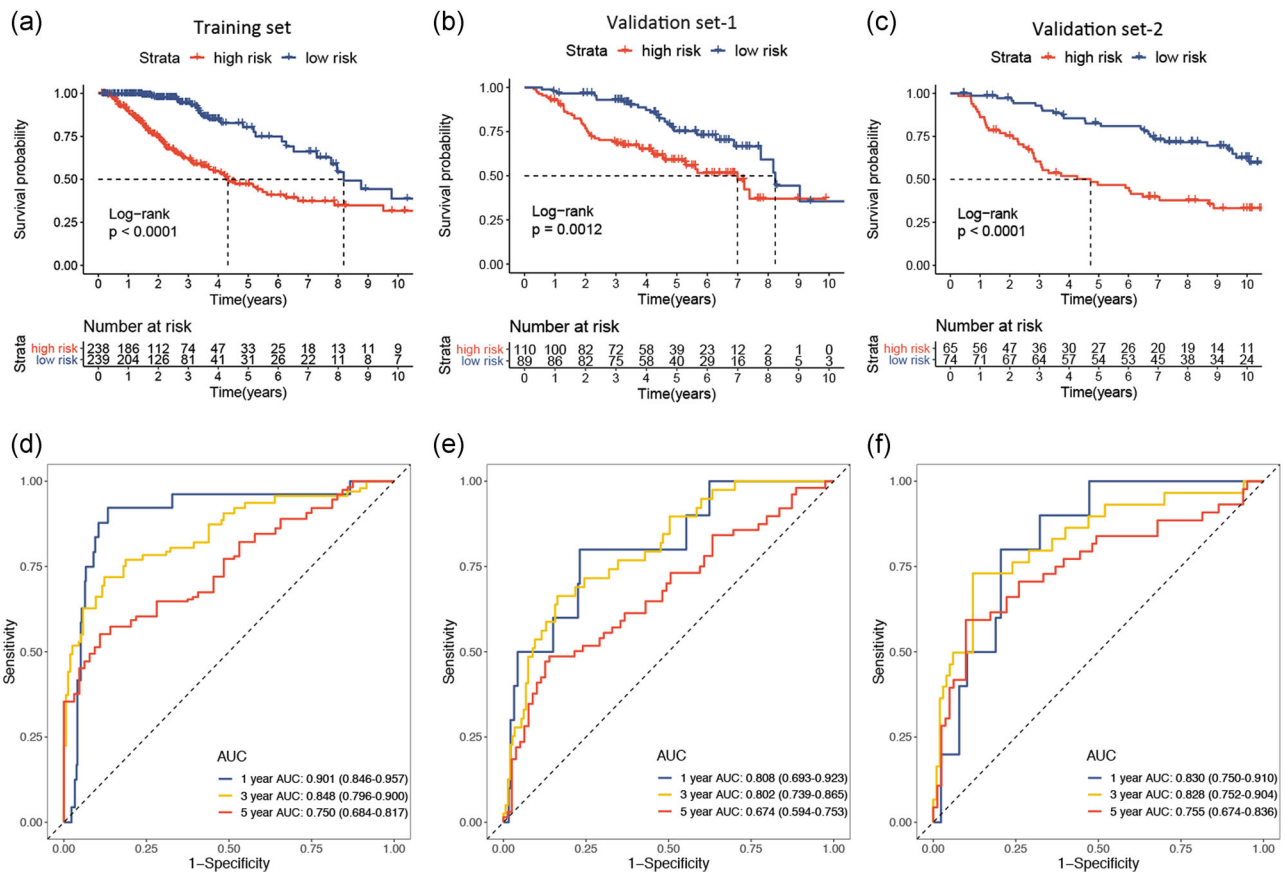 (a)
Training set
Strata high risk low risk
1.00
0.75
0.50
0.25
0.00
Survival probability
Log-rank
p < 0.0001
0 1 2 3 4 5 6 7 8 9 10
Time(years)
Number at risk
Strata
high risk 238 186 112 74 47 33 25 18 13 11 9
low risk 239 204 126 81 41 31 26 22 11 8 7
0 1 2 3 4 5 6 7 8 9 10
Time(years)
(b)
Validation set-1
Strata high risk low risk
1.00
0.75
0.50
0.25
0.00
Survival probability
Log-rank
p = 0.0012
0 1 2 3 4 5 6 7 8 9 10
Time(years)
Number at risk
Strata
high risk 110 100 82 72 58 39 23 12 2 1 0
low risk 89 86 82 75 58 40 29 16 8 5 3
0 1 2 3 4 5 6 7 8 9 10
Time(years)
(c)
Validation set-2
Strata high risk low risk
1.00
0.75
0.50
0.25
0.00
Survival probability
Log-rank
p < 0.0001
0 1 2 3 4 5 6 7 8 9 10
Time(years)
Number at risk
Strata
high risk 65 56 47 36 30 27 26 20 19 14 11
low risk 74 71 67 64 57 54 53 45 38 34 24
0 1 2 3 4 5 6 7 8 9 10
Time(years)
(d)
1.00
0.75
0.50
0.25
0.00
Sensitivity
AUC
1 year AUC: 0.901 (0.846-0.957)
3 year AUC: 0.848 (0.796-0.900)
5 year AUC: 0.750 (0.684-0.817)
0.00 0.25 0.50 0.75 1.00
1-Specificity
(e)
1.00
0.75
0.50
0.25
0.00
Sensitivity
AUC
1 year AUC: 0.808 (0.693-0.923)
3 year AUC: 0.802 (0.739-0.865)
5 year AUC: 0.674 (0.594-0.753)
0.00 0.25 0.50 0.75 1.00
1-Specificity
(f)
1.00
0.75
0.50
0.25
0.00
Sensitivity
AUC
1 year AUC: 0.830 (0.750-0.910)
3 year AUC: 0.828 (0.752-0.904)
5 year AUC: 0.755 (0.674-0.836)
0.00 0.25 0.50 0.75 1.00
1-Specificity